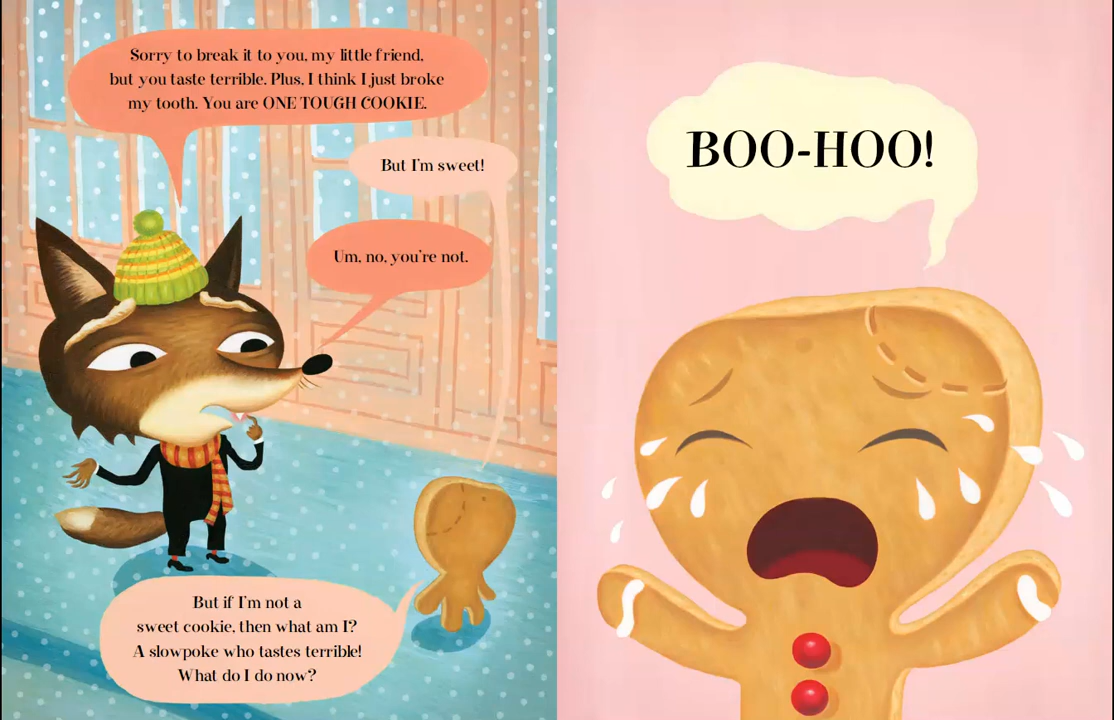 Sorry to break it to you, my little friend,
but you taste terrible. Plus, I think I just broke
my tooth. You are ONE TOUGH COOKIE.
But I'm sweet!
Um, no, you're not.
But if I'm not a
sweet cookie, then what am I?
A slowpoke who tastes terrible!
What do I do now?
BOO-HOO!